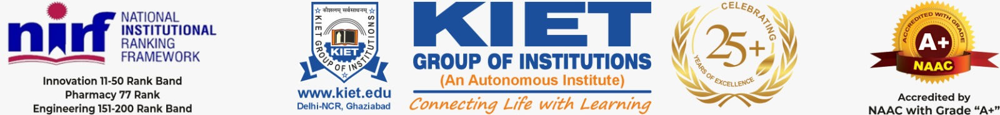 nirf
NATIONAL
INSTITUTIONAL
RANKING
FRAMEWORK
Innovation 11-50 Rank Band
Pharmacy 77 Rank
Engineering 151-200 Rank Band
कौशलम् सर्वसाधनम्
KIET GROUP OF INSTITUTIONS
KIET
www.kiet.edu
Delhi-NCR, Ghaziabad
KIET
GROUP OF INSTITUTIONS
(An Autonomous Institute)
Connecting Life with Learning
CELEBRATING
25+
YEARS OF EXCELLENCE
ACCREDITED WITH GRADE
A+
NAAC
Accredited by
NAAC with Grade “A+”